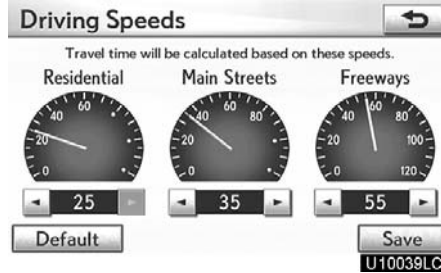 Driving Speeds
Travel time will be calculated based on these speeds.
Residential Main Streets Freeways
0 20 40 60
0 20 40 60 80
0 20 40 60 80 100 120
25 35 55
Default Save
U10039LC